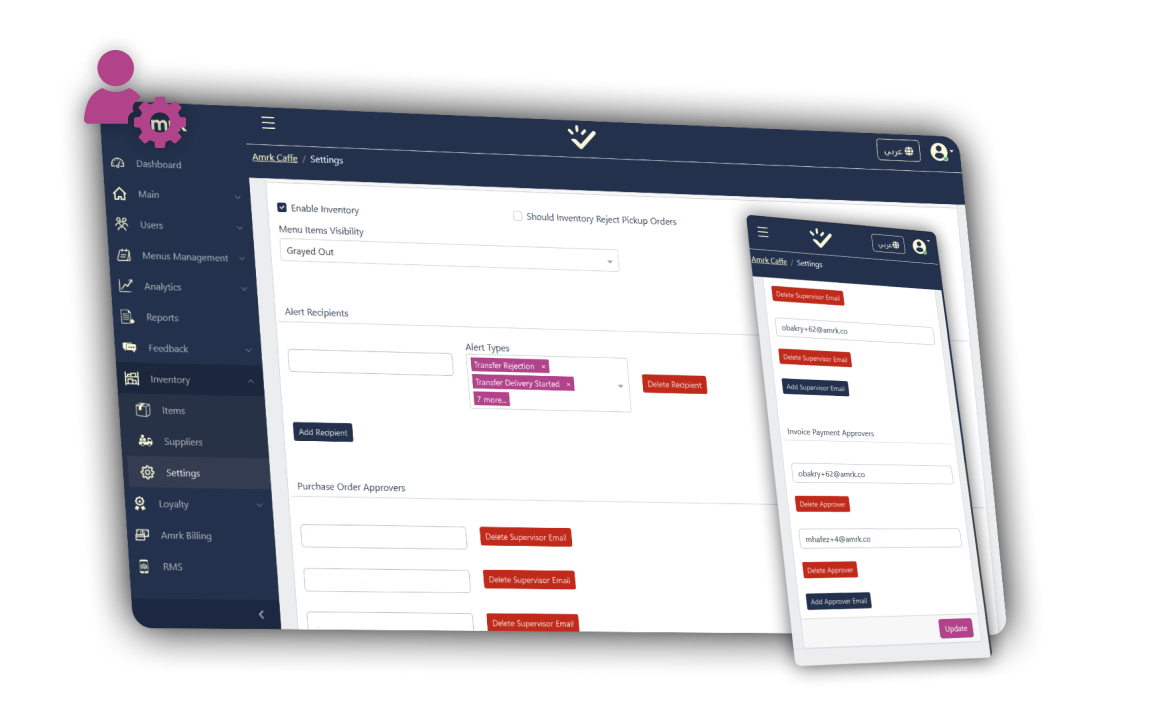 عربي
Amrk Caffe / Settings
Dashboard
Main
Users
Menus Management
Analytics
Reports
Feedback
Inventory
Items
Suppliers
Settings
Loyalty
Amrk Billing
RMS
Enable Inventory
Should Inventory Reject Pickup Orders
Menu Items Visibility
Grayed Out
Alert Recipients
Alert Types
Transfer Rejection ×
Transfer Delivery Started ×
7 more...
Delete Recipient
Add Recipient
Purchase Order Approvers
Delete Supervisor Email
Delete Supervisor Email
Delete Supervisor Email
عربي
Amrk Caffe / Settings
Delete Supervisor Email
obakry+62@amrk.co
Delete Supervisor Email
Add Supervisor Email
Invoice Payment Approvers
obakry+62@amrk.co
Delete Approver
mhafez+4@amrk.co
Delete Approver
Add Approver Email
Update